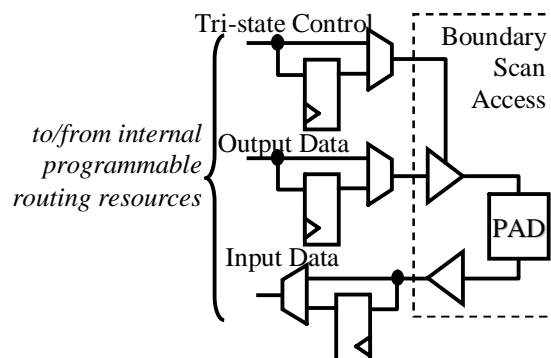 Tri-state Control
Boundary
Scan
Access
to/from internal
programmable
routing resources
Output Data
PAD
Input Data